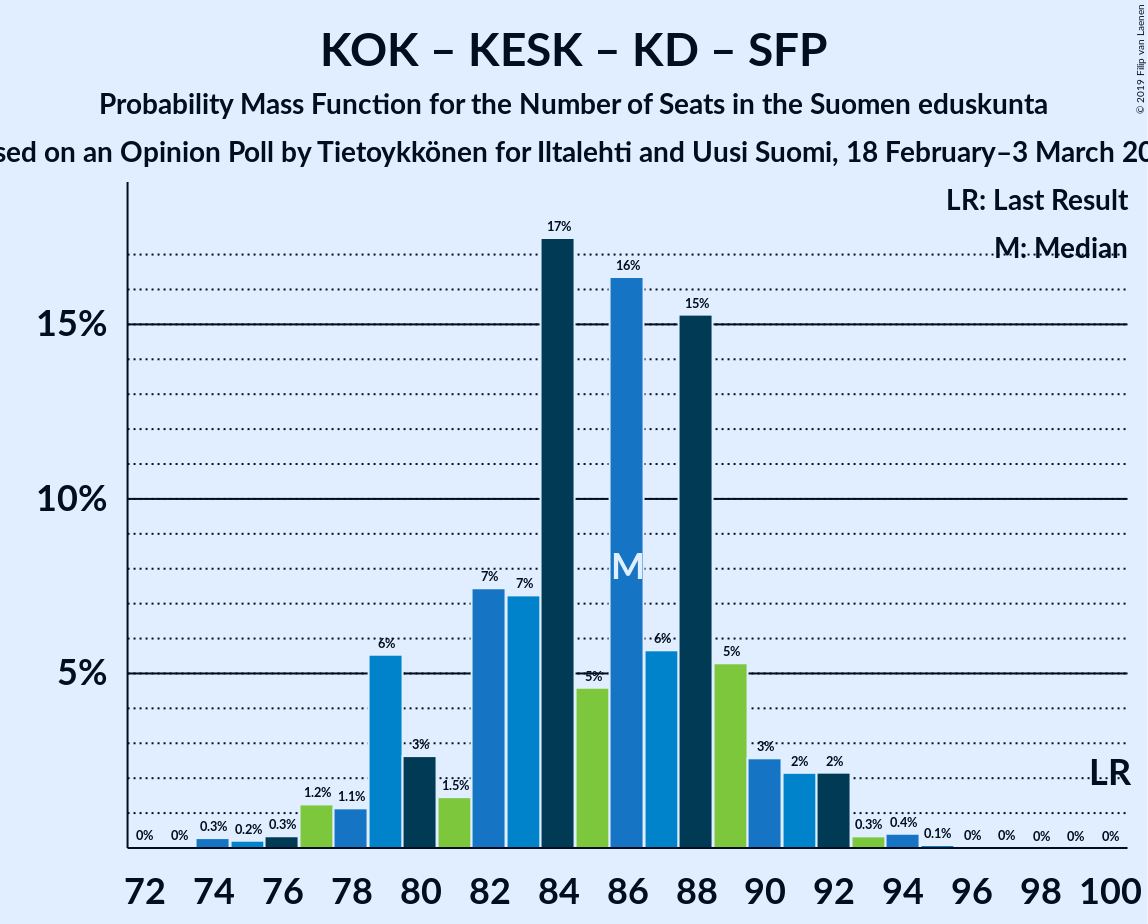 KOK – KESK – KD – SFP
Probability Mass Function for the Number of Seats in the Suomen eduskunta
sed on an Opinion Poll by Tietoykkönen for Iltalehti and Uusi Suomi, 18 February–3 March 20
© 2019 Filip van Laenen
LR: Last Result
M: Median
15%
10%
5%
0% 0% 0.3% 0.2% 0.3% 1.2% 1.1% 6% 3% 1.5% 7% 7% 17% 5% 16% 6% 15% 5% 3% 2% 2% 0.3% 0.4% 0.1% 0% 0% 0% 0% 0%
M
LR
72 74 76 78 80 82 84 86 88 90 92 94 96 98 100